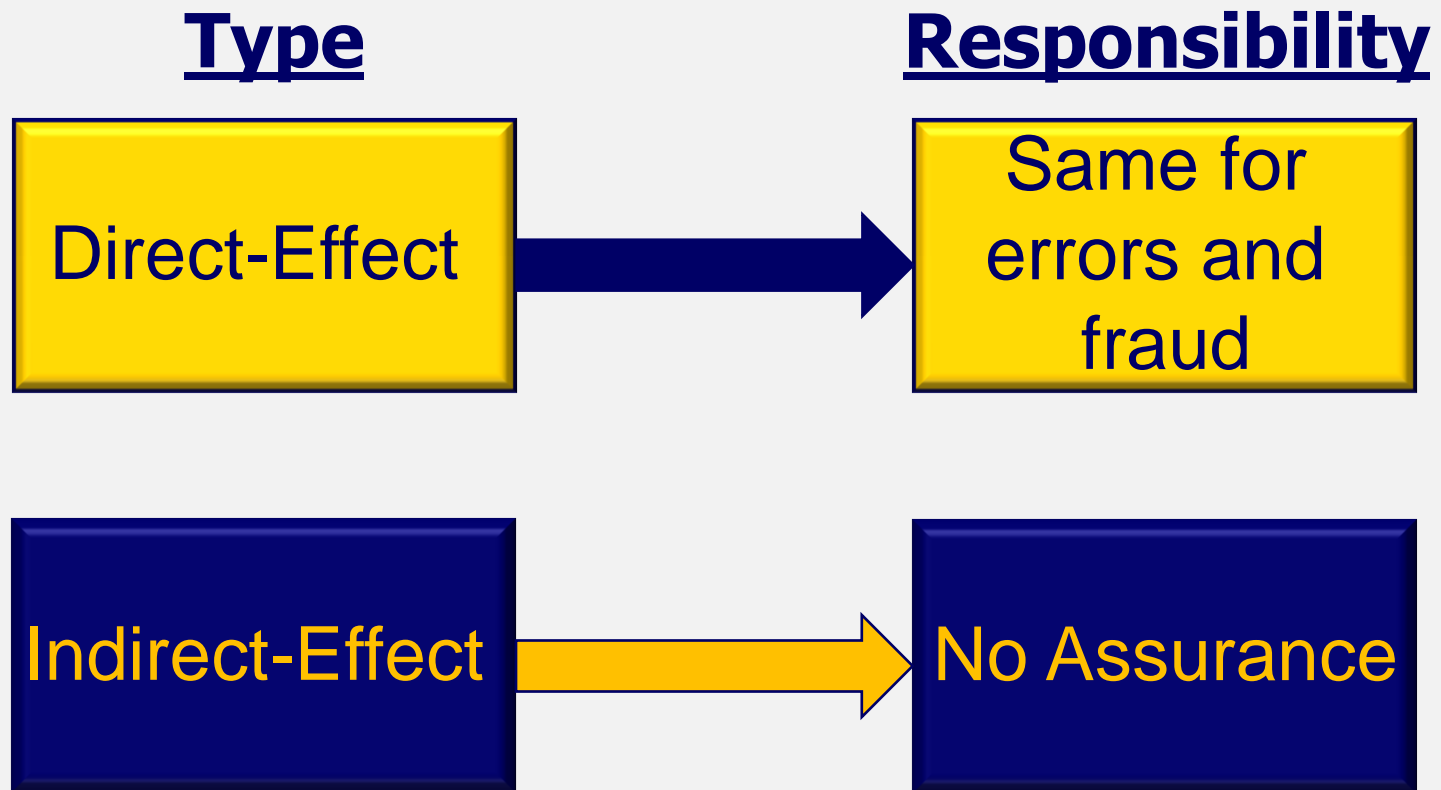 Type
Responsibility
Direct-Effect
Same for
errors and
fraud
Indirect-Effect
No Assurance